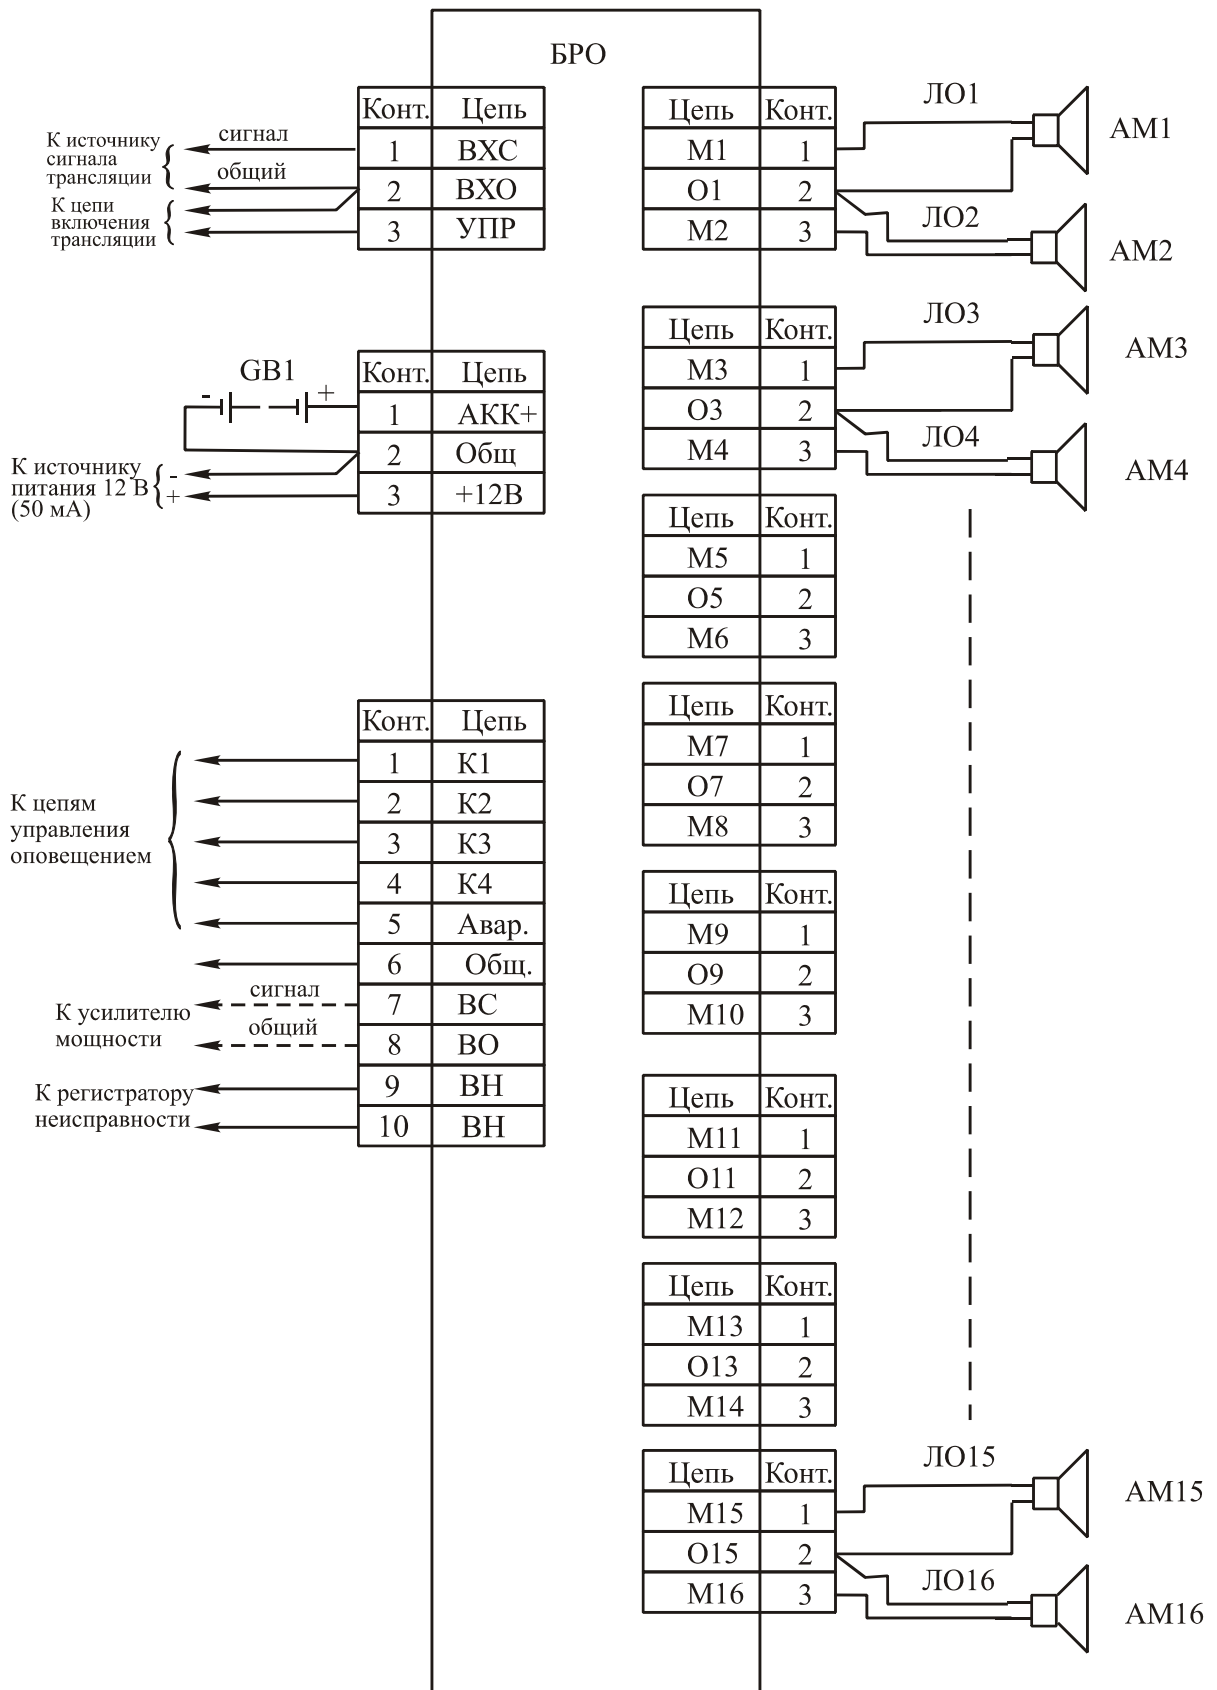 БРО
Конт. Цепь
К источнику
сигнала
трансляции
сигнал
1 ВХС
общий
2 ВХО
К цепи
включения
трансляции
3 УПР
GB1
Конт. Цепь
- +
1 АКК+
2 Общ
К источнику
питания 12 В
(50 мА)
-
+
3 +12В
Конт. Цепь
К цепям
управления
оповещением
1 К1
2 К2
3 К3
4 К4
5 Авар.
6 Общ.
К усилителю
мощности
сигнал
7 ВС
общий
8 ВО
К регистратору
неисправности
9 ВН
10 ВН
Цепь Конт.
М1 1
О1 2
М2 3
ЛО1
АМ1
ЛО2
АМ2
Цепь Конт.
М3 1
О3 2
М4 3
ЛО3
АМ3
ЛО4
АМ4
Цепь Конт.
М5 1
О5 2
М6 3
Цепь Конт.
М7 1
О7 2
М8 3
Цепь Конт.
М9 1
О9 2
М10 3
Цепь Конт.
М11 1
О11 2
М12 3
Цепь Конт.
М13 1
О13 2
М14 3
Цепь Конт.
М15 1
О15 2
М16 3
ЛО15
АМ15
ЛО16
АМ16